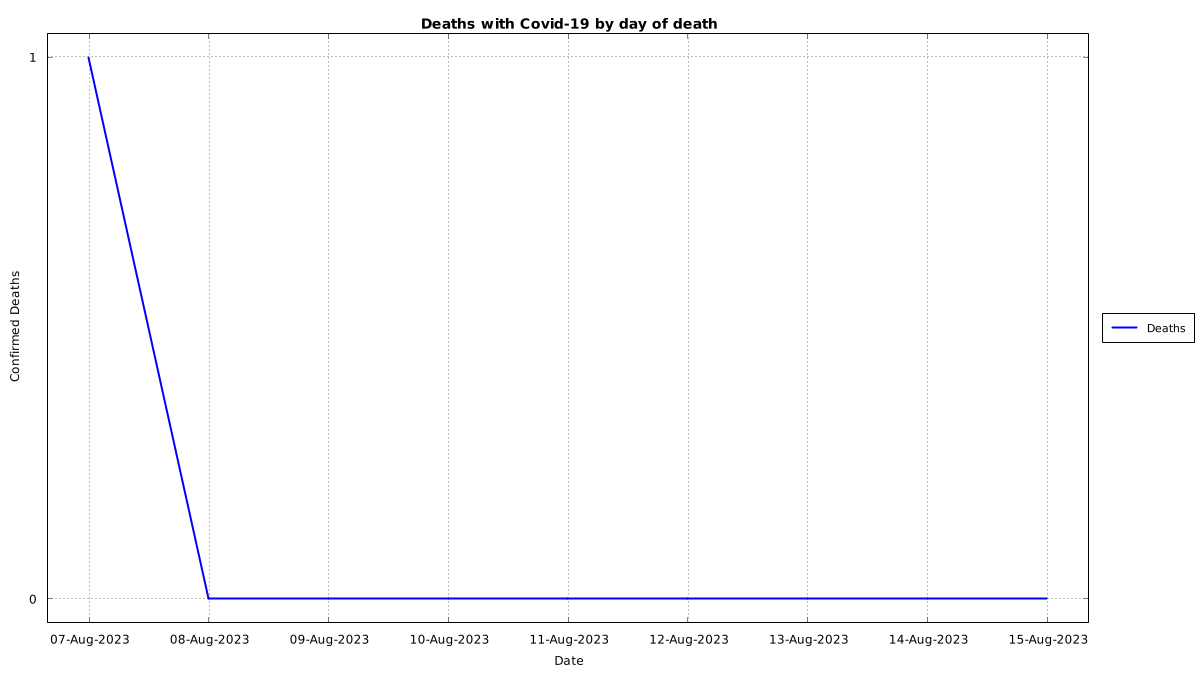 Deaths with Covid-19 by day of death
1
0
Confirmed Deaths
07-Aug-2023 08-Aug-2023 09-Aug-2023 10-Aug-2023 11-Aug-2023 12-Aug-2023 13-Aug-2023 14-Aug-2023 15-Aug-2023
Date
Deaths